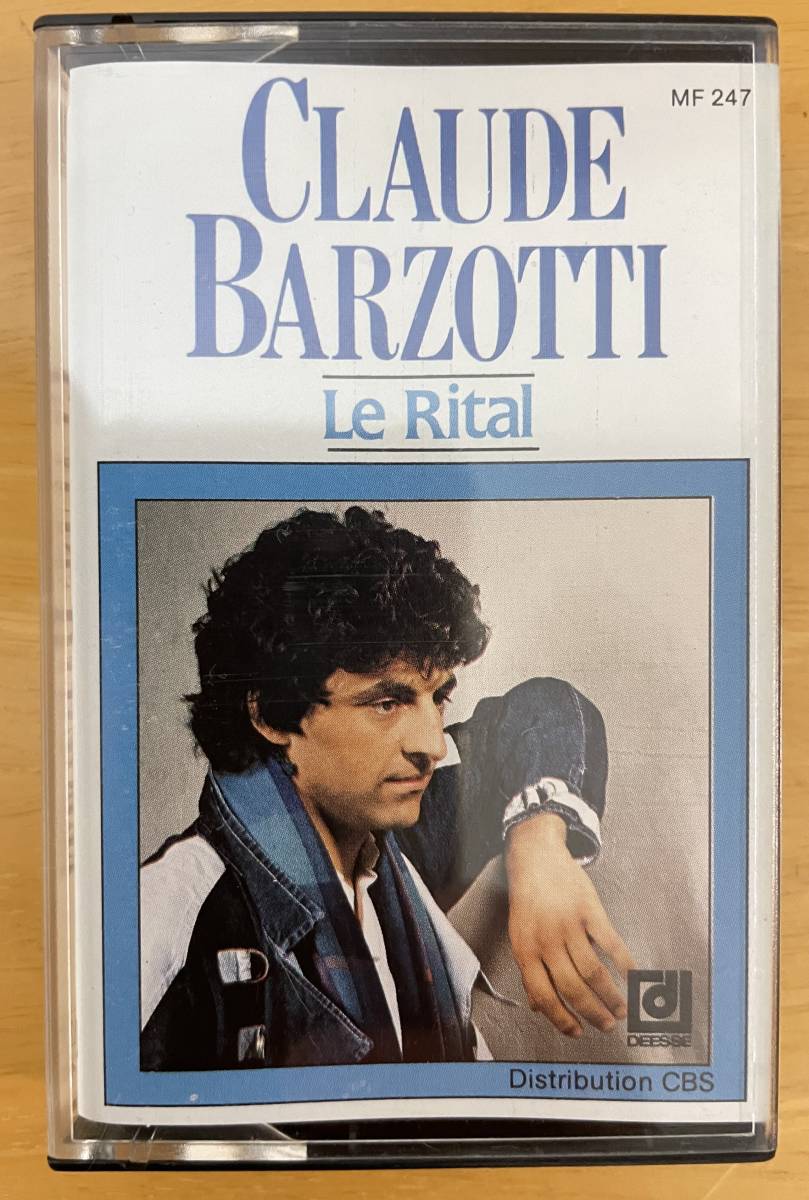 MF 247
CLAUDE
BARZOTTI
Le Rital
DEESSE
Distribution CBS